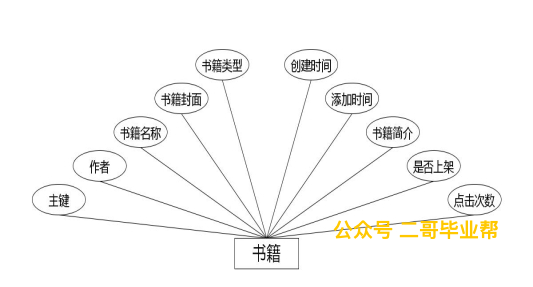 书籍类型
创建时间
书籍封面
添加时间
书籍名称
书籍简介
作者
是否上架
主键
点击次数
公众号 二哥毕业帮
书籍